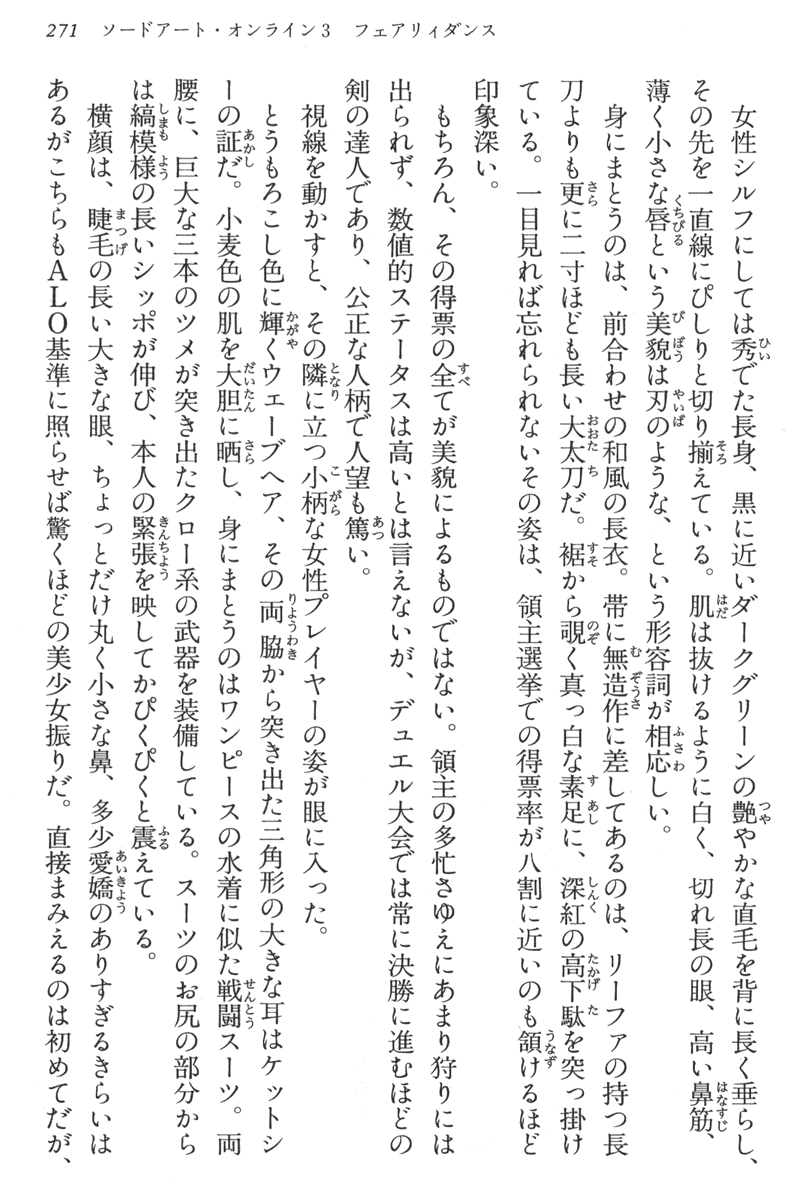 271 ソードアート・オンライン3 フェアリィダンス
女性シルフにしては秀でた長身、黒に近いダークグリーンの艶やかな直毛を背に長く垂らし、
その先を一直線にぴしりと切り揃えている。肌は抜けるように白く、切れ長の眼、高い鼻筋、
薄く小さな唇という美貌は刃のような、という形容詞が相応しい。
身にまとうのは、前合わせの和風の長衣。帯に無造作に差してあるのは、リーファの持つ長
刀よりも更に二寸ほども長い大太刀だ。裾から覗く真っ白な素足に、深紅の高下駄を突っ掛け
ている。一目見れば忘れられないその姿は、領主選挙での得票率が八割に近いのも頷けるほど
印象深い。
もちろん、その得票の全てが美貌によるものではない。領主の多忙さゆえにあまり狩りには
出られず、数値的ステータスは高いとは言えないが、デュエル大会では常に決勝に進むほどの
剣の達人であり、公正な人柄で人望も篤い。
視線を動かすと、その隣に立つ小柄な女性プレイヤーの姿が眼に入った。
とうもろこし色に輝くウェーブヘア、その両脇から突き出た三角形の大きな耳はケットシ
ーの証だ。小麦色の肌を大胆に晒し、身にまとうのはワンピースの水着に似た戦闘スーツ。両
腰に、巨大な三本のツメが突き出たクロー系の武器を装備している。スーツのお尻の部分から
は縞模様の長いシッポが伸び、本人の緊張を映してかぴくぴくと震えている。
横顔は、睫毛の長い大きな眼、ちょっとだけ丸く小さな鼻、多少愛嬌のありすぎるきらいは
あるがこちらもALO基準に照らせば驚くほどの美少女振りだ。直接まみえるのは初めてだが、